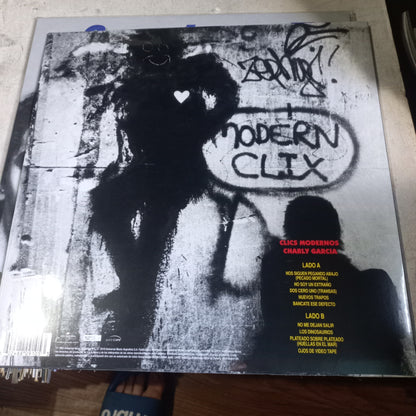 MODERN
CLIX
CLICS MODERNOS
CHARLY GARCIA
LADO A
NOS SIGUEN PEGANDO ABAJO
(PECADO MORTAL)
NO SOY UN EXTRAÑO
DOS CERO UNO (TRANSAS)
NUEVOS TRAPOS
BANCATE ESE DEFECTO
LADO B
NO ME DEJAN SALIR
LOS DINOSAURIOS
PLATEADO SOBRE PLATEADO
(HUELLAS EN EL MAR)
OJOS DE VIDEO TAPE